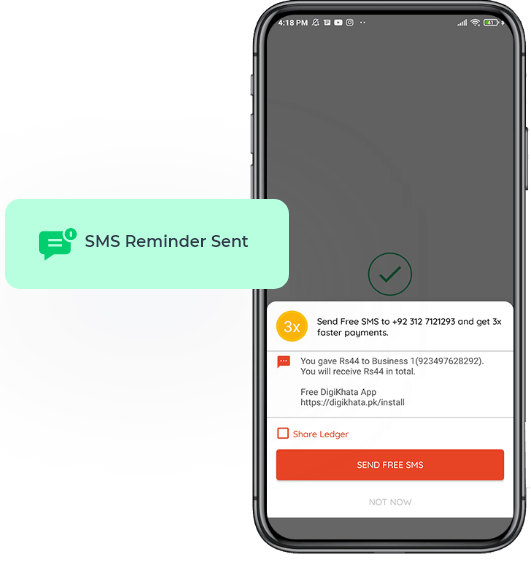 4:18 PM
41
SMS Reminder Sent
3x
Send Free SMS to +92 312 7121293 and get 3x
faster payments.
You gave Rs44 to Business 1(923497628292).
You will receive Rs44 in total.
Free DigiKhata App
https://digikhata.pk/install
Share Ledger
SEND FREE SMS
NOT NOW